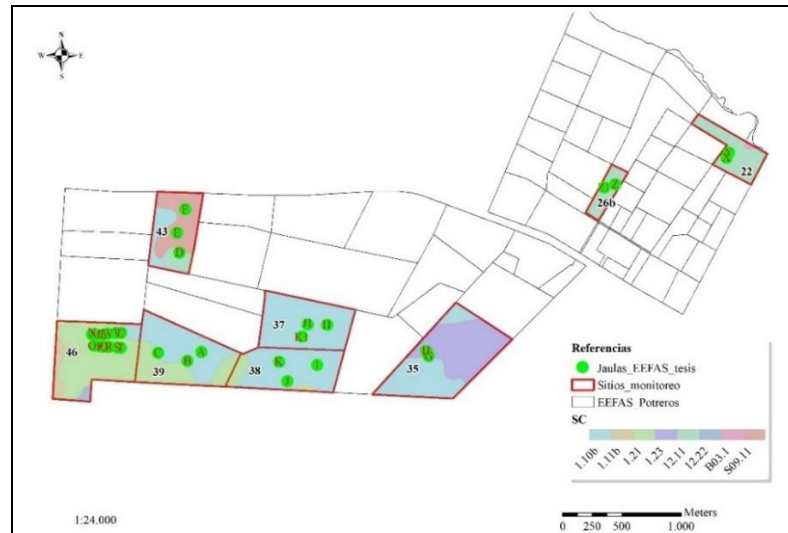 N
W E
S
22
26b
Z
43
F
E
D
37
46
39
C
B
A
38
K
I
J
35
Referencias
Jaulas_EEFAS_tesis
Sitios_monitoreo
EEFAS_Potreros
SC
1.10b 1.11b 1.21 1.23 12.11 12.22 B03.1 S09.11
1:24.000
Meters
0 250 500 1.000